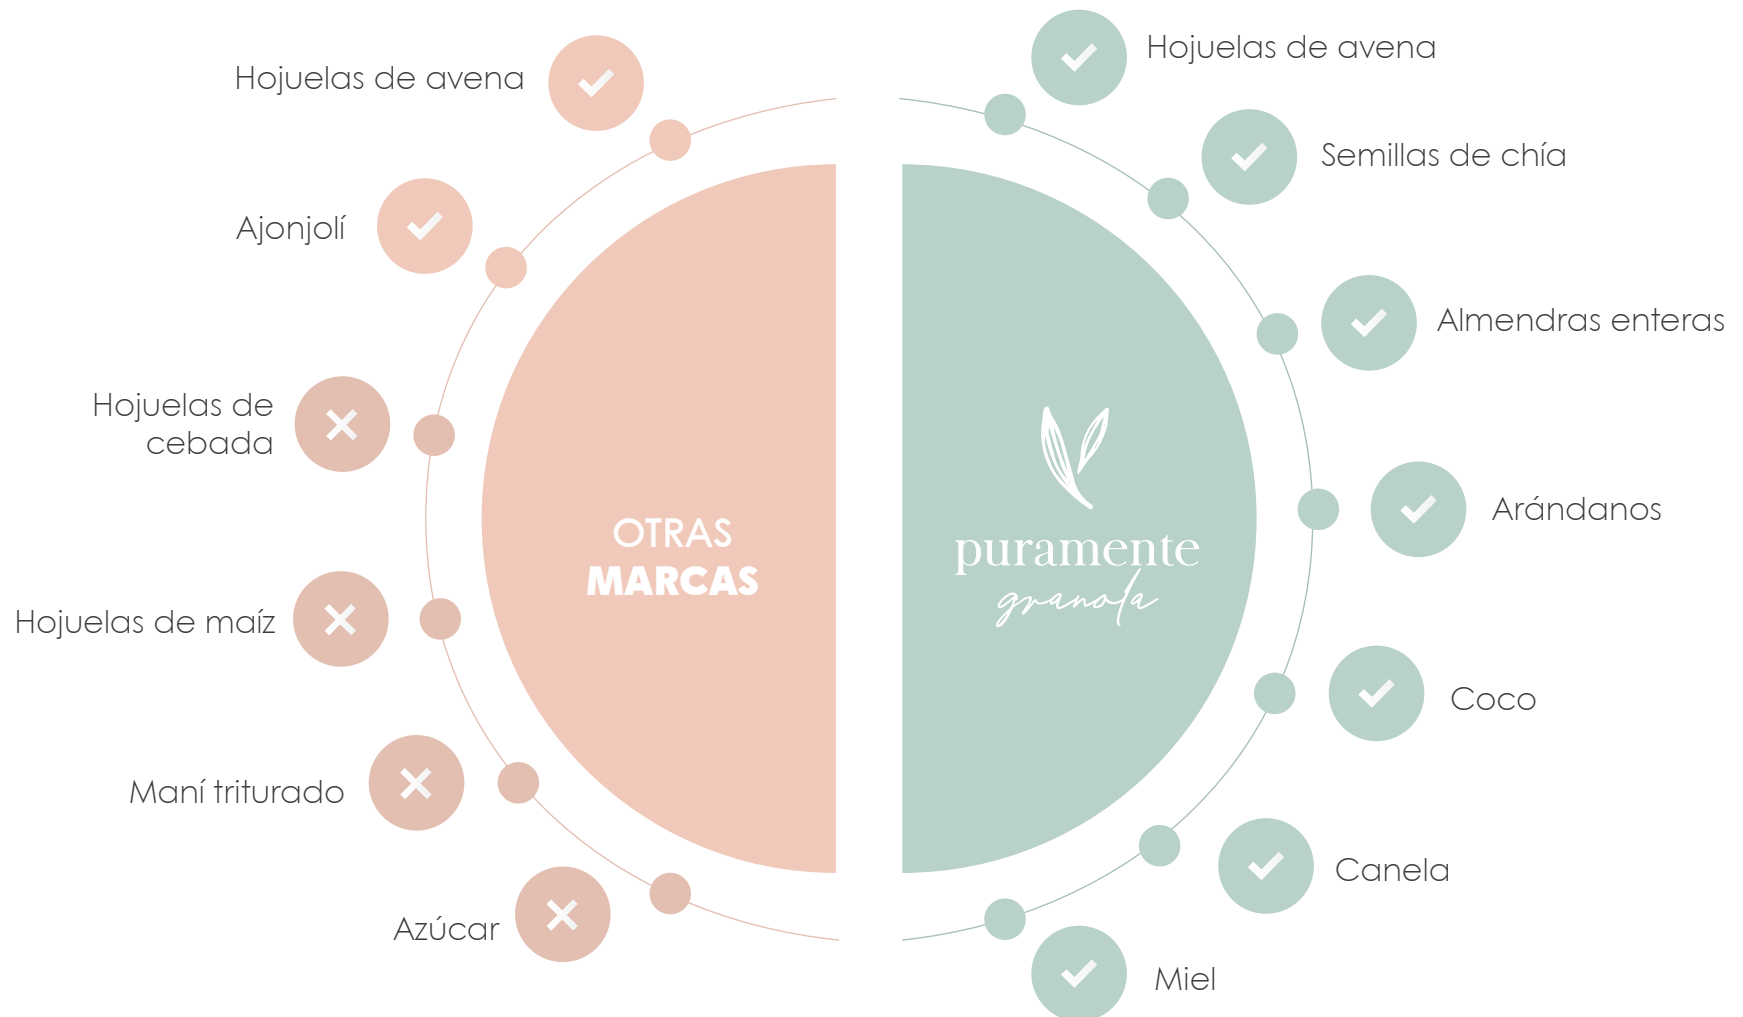 Hojuelas de avena
Ajonjolí
Hojuelas de
cebada
Hojuelas de maíz
Maní triturado
Azúcar
OTRAS
MARCAS
puramente
granola
Hojuelas de avena
Semillas de chía
Almendras enteras
Arándanos
Coco
Canela
Miel